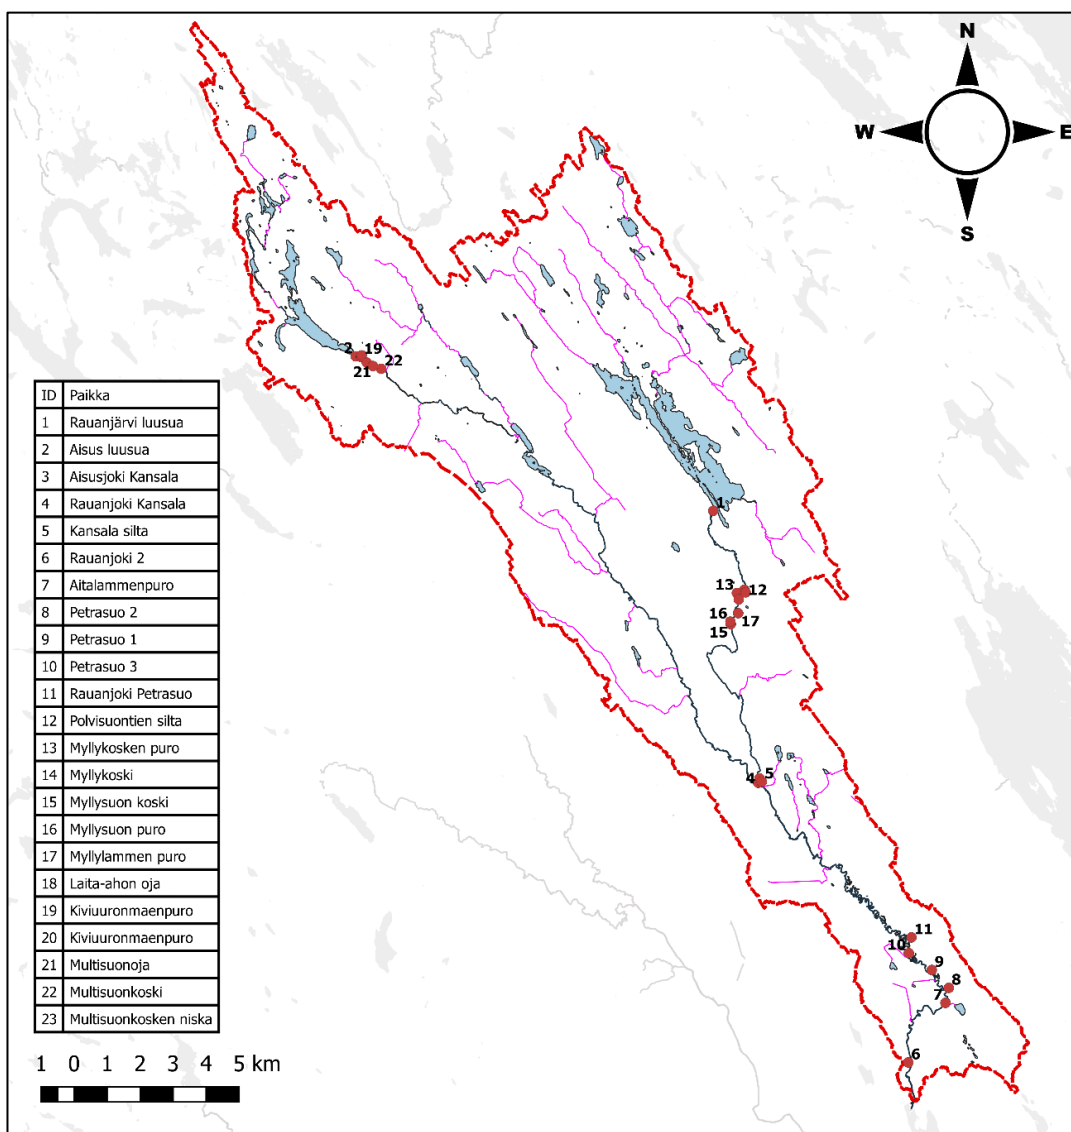 N
W E
S
2 19
22
21
1
13 12
16
17
15
5
4
11
10
9
8
7
6
ID Paikka
1 Rauanjärvi luusua
2 Aisus luusua
3 Aisusjoki Kansala
4 Rauanjoki Kansala
5 Kansala silta
6 Rauanjoki 2
7 Aitalammenpuro
8 Petrasuo 2
9 Petrasuo 1
10 Petrasuo 3
11 Rauanjoki Petrasuo
12 Polvisuontien silta
13 Myllykosken puro
14 Myllykoski
15 Myllysuon koski
16 Myllysuon puro
17 Myllylammen puro
18 Laita-ahon oja
19 Kiviuuronmaenpuro
20 Kiviuuronmaenpuro
21 Multisuonoja
22 Multisuonkoski
23 Multisuonkosken niska
1 0 1 2 3 4 5 km